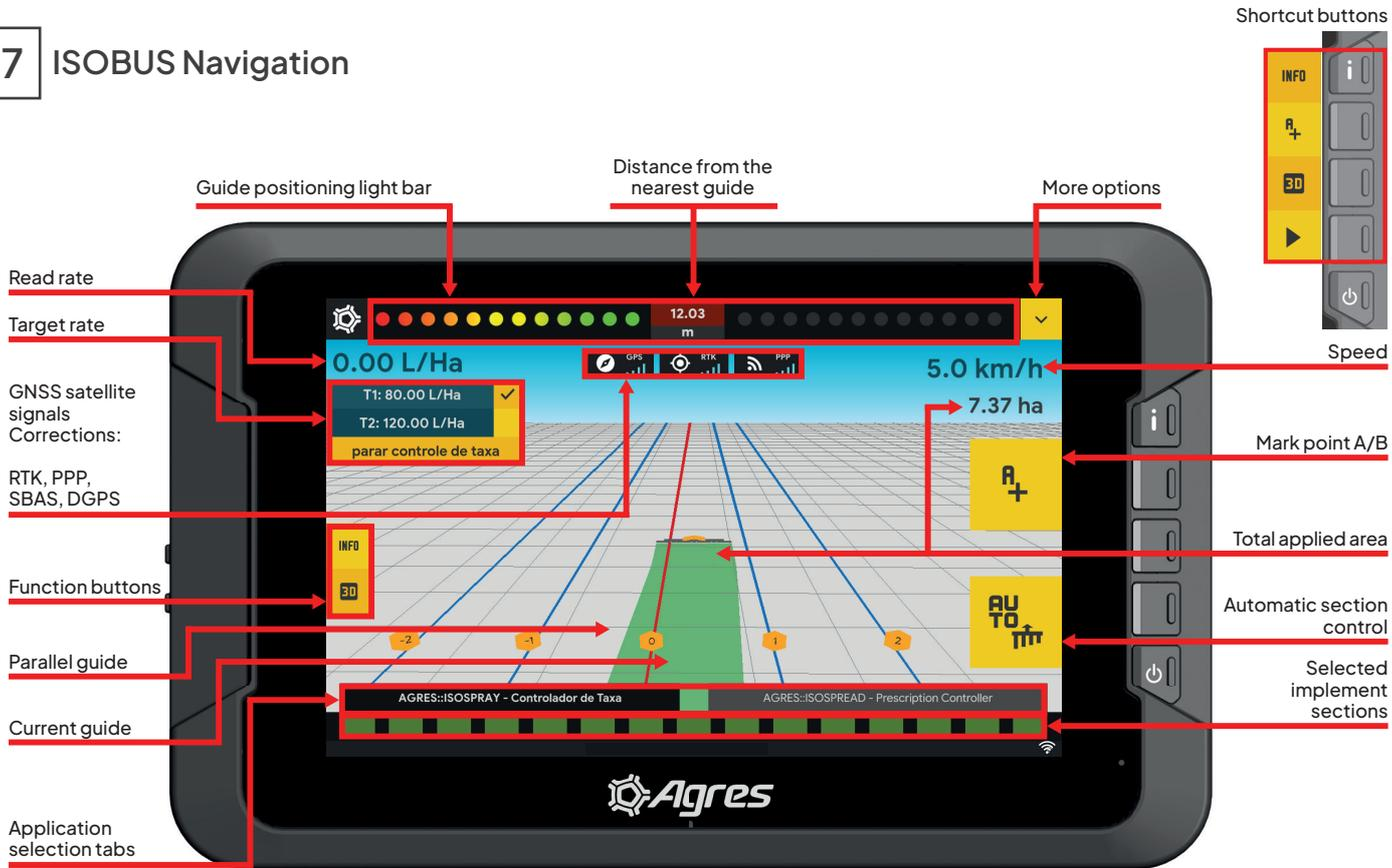 Shortcut buttons
7
ISOBUS Navigation
INFO
i
A+
3D
Distance from the
nearest guide
Guide positioning light bar
More options
Read rate
Target rate
GNSS satellite
signals
Corrections:
RTK, PPP,
SBAS, DGPS
Function buttons
Parallel guide
Current guide
Application
selection tabs
12.03
m
0.00 L/Ha
GPS
RTK
PPP
5.0 km/h
T1: 80.00 L/Ha
7.37 ha
T2: 120.00 L/Ha
parar controle de taxa
A+
INFO
3D
AU
TO
-2
-1
0
1
2
AGRES::ISOSPRAY - Controlador de Taxa
AGRES::ISOSPREAD - Prescription Controller
Agres
i
Speed
Mark point A/B
Total applied area
Automatic section
control
Selected
implement
sections